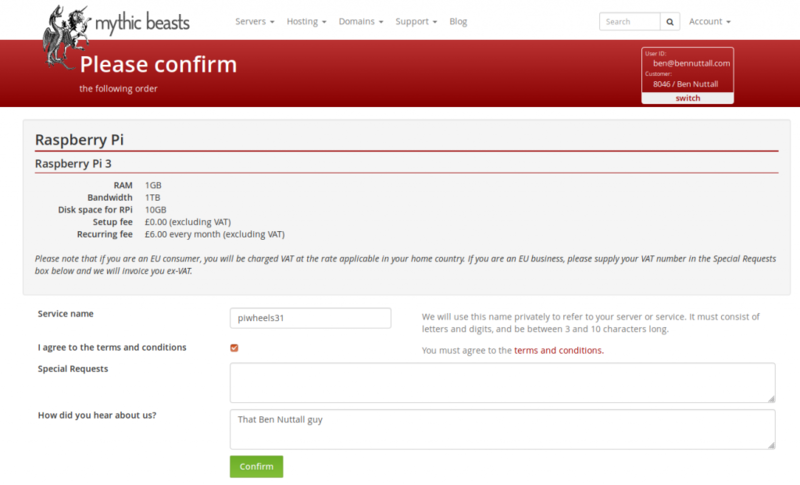 mythic beasts
Servers Hosting Domains Support Blog
Search
Account
Please confirm
the following order
User ID:
ben@bennuttall.com
Customer:
8046 / Ben Nuttall
switch
Raspberry Pi
Raspberry Pi 3
RAM 1GB
Bandwidth 1TB
Disk space for RPi 10GB
Setup fee £0.00 (excluding VAT)
Recurring fee £6.00 every month (excluding VAT)
Please note that if you are an EU consumer, you will be charged VAT at the rate applicable in your home country. If you are an EU business, please supply your VAT number in the Special Requests
box below and we will invoice you ex-VAT.
Service name
piwheels31
We will use this name privately to refer to your server or service. It must consist of
letters and digits, and be between 3 and 10 characters long.
I agree to the terms and conditions
You must agree to the terms and conditions.
Special Requests
How did you hear about us?
That Ben Nuttall guy
Confirm